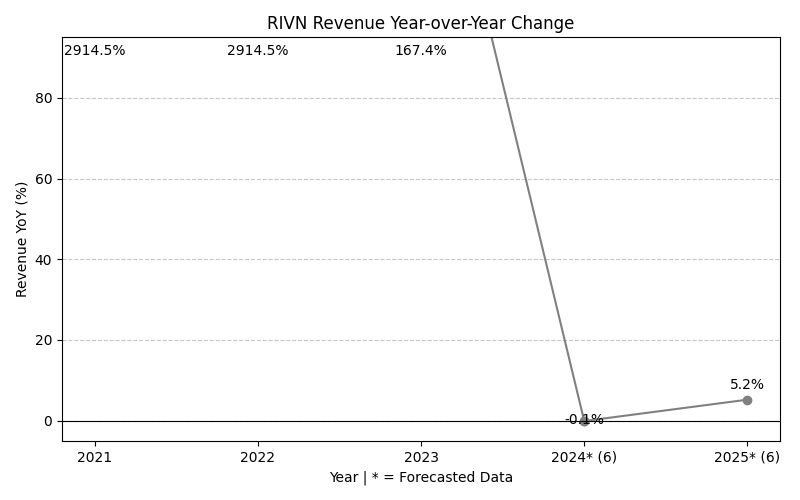 RIVN Revenue Year-over-Year Change
2914.5% 2914.5% 167.4%
80
60
40
20
0
Revenue YoY (%)
-0.1%
5.2%
2021 2022 2023 2024* (6) 2025* (6)
Year | * = Forecasted Data